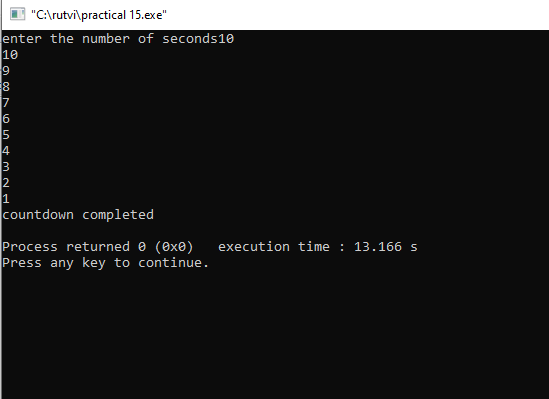 "C:\rutvi\practical 15.exe"
enter the number of seconds10
10
9
8
7
6
5
4
3
2
1
countdown completed
Process returned 0 (0x0)   execution time : 13.166 s
Press any key to continue.